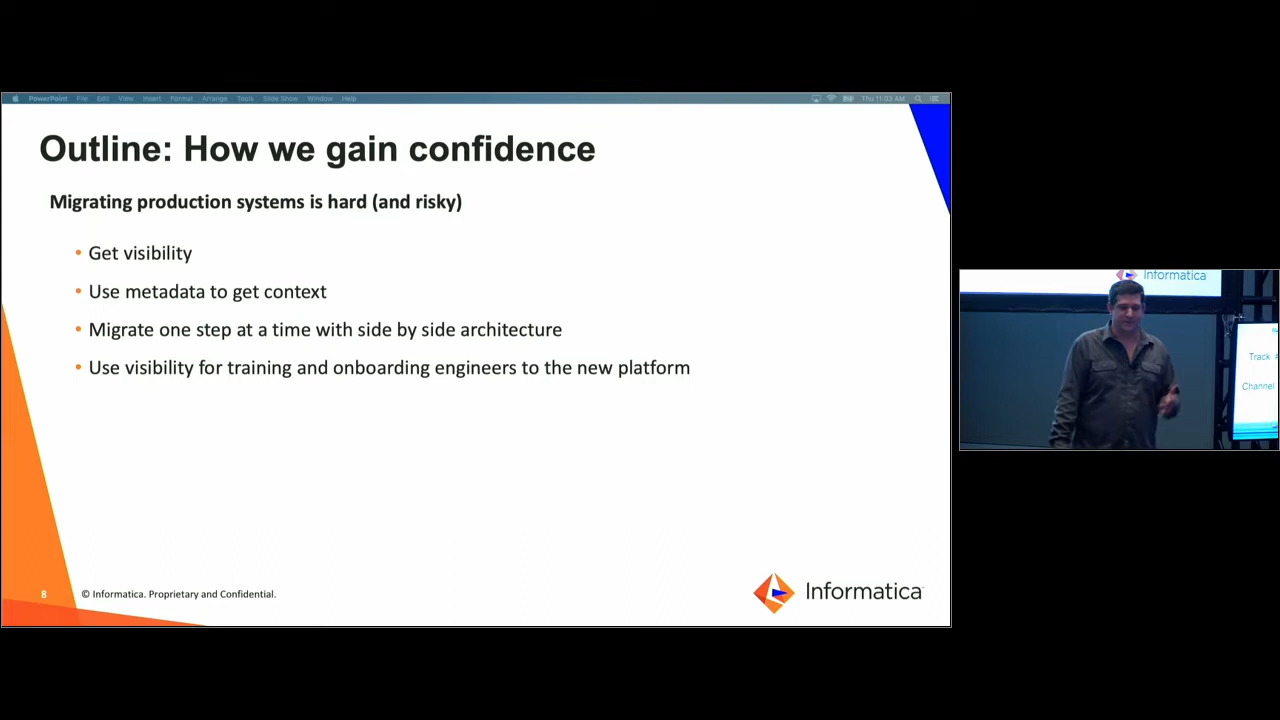 PowerPoint File Edit View Insert Format Arrange Tools Slide Show Window Help
Thu 11:03 AM
Outline: How we gain confidence
Migrating production systems is hard (and risky)
• Get visibility
• Use metadata to get context
• Migrate one step at a time with side by side architecture
• Use visibility for training and onboarding engineers to the new platform
8
© Informatica. Proprietary and Confidential.
Informatica
Informatica
Track
Channel